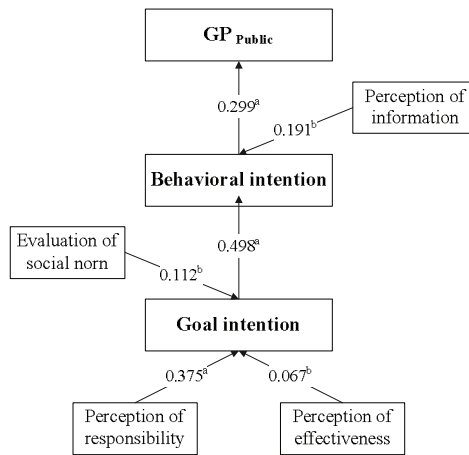 GP Public
0.299a
Perception of
information
0.191b
Behavioral intention
Evaluation of
social norn
0.498a
0.112b
Goal intention
0.375a
0.067b
Perception of
responsibility
Perception of
effectiveness